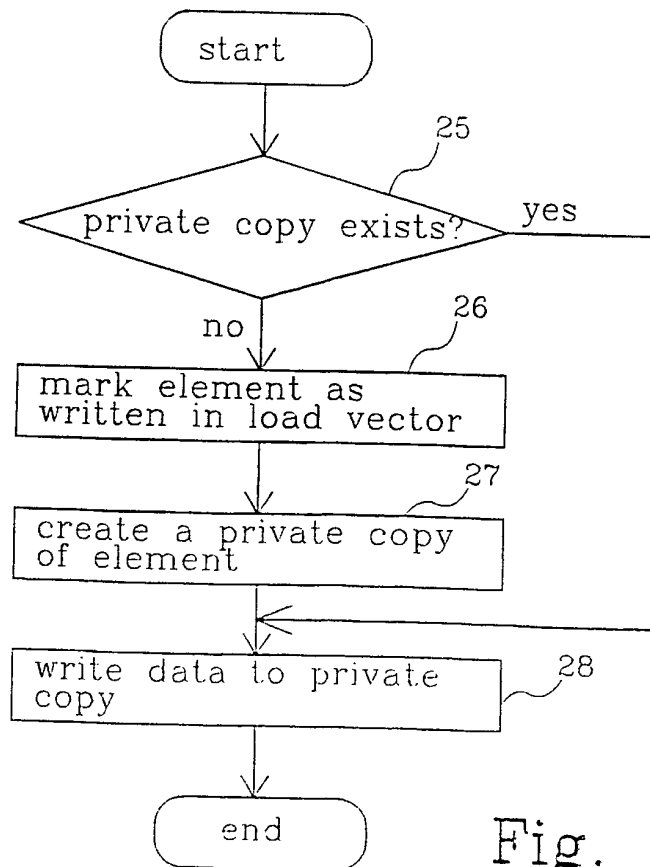 start
25
private copy exists?
yes
no
26
mark element as
written in load vector
27
create a private copy
of element
write data to private
copy
28
end
Fig.